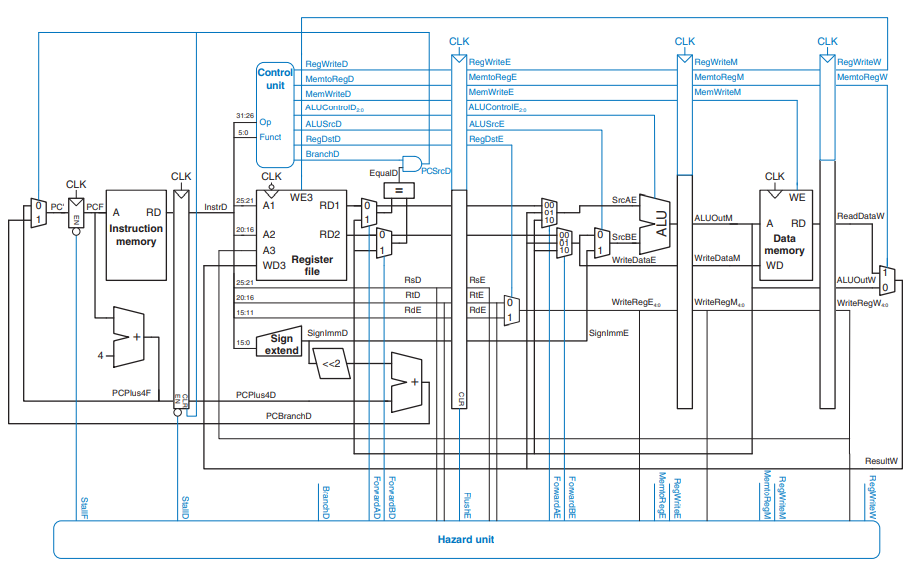 CLK CLK CLK
RegWriteD RegWriteE RegWriteM RegWriteW
Control unit
MemtoRegD MemtoRegE MemtoRegM MemtoRegW
MemWriteD MemWriteE MemWriteM
ALUControlD2:0 ALUControlE2:0
31:26 Op ALUSrcD ALUSrcE
5:0 Funct RegDstD RegDstE
BranchD
EqualD PCSrcD
CLK CLK CLK CLK
0 1 PC' PCF EN
A RD Instruction memory
InstrD
25:21 A1 WE3 RD1 0 1 =
00 01 10 SrcAE
ALU
ALUOutM
WE A RD Data memory WD
ReadDataW
20:16 A2 RD2 0 1
00 01 10 0 1 SrcBE
A3
WD3 Register file
WriteDataE WriteDataM
ALUOutW 1 0
25:21 RsD RsE
20:16 RtD RtE 0
15:11 RdE RdE 1
WriteRegE4:0 WriteRegM4:0 WriteRegW4:0
15:0 Sign extend SignImmD SignImmE
+ 4
<<2 +
PCPlus4F EN CLR PCPlus4D CLR
PCBranchD
ResultW
StallF StallD BranchD ForwardAD ForwardBD FlushE ForwardAE ForwardBE MemtoRegE RegWriteE MemtoRegM RegWriteM RegWriteW
Hazard unit